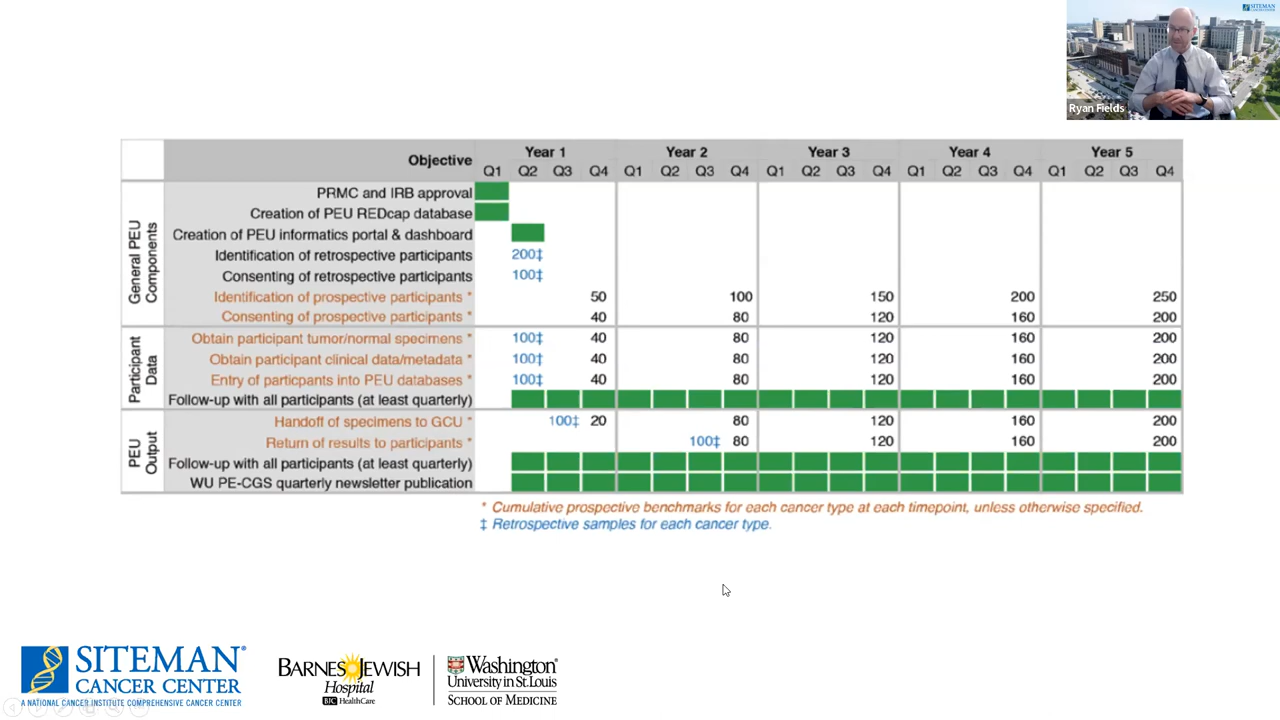 SITEMAN
CANCER CENTER
Ryan Fields
Objective Year 1 Year 2 Year 3 Year 4 Year 5
Q1 Q2 Q3 Q4 Q1 Q2 Q3 Q4 Q1 Q2 Q3 Q4 Q1 Q2 Q3 Q4 Q1 Q2 Q3 Q4
General PEU
Components
PRMC and IRB approval
Creation of PEU REDcap database
Creation of PEU informatics portal & dashboard
Identification of retrospective participants 200‡
Consenting of retrospective participants 100‡
Identification of prospective participants * 50 100 150 200 250
Consenting of prospective participants * 40 80 120 160 200
Participant
Data
Obtain participant tumor/normal specimens * 100‡ 40 80 120 160 200
Obtain participant clinical data/metadata * 100‡ 40 80 120 160 200
Entry of particpants into PEU databases * 100‡ 40 80 120 160 200
Follow-up with all participants (at least quarterly)
PEU
Output
Handoff of specimens to GCU * 100‡ 20 80 120 160 200
Return of results to participants * 100‡ 80 120 160 200
Follow-up with all participants (at least quarterly)
WU PE-CGS quarterly newsletter publication
* Cumulative prospective benchmarks for each cancer type at each timepoint, unless otherwise specified.
‡ Retrospective samples for each cancer type.
SITEMAN®
CANCER CENTER
A NATIONAL CANCER INSTITUTE COMPREHENSIVE CANCER CENTER
BARNES JEWISH
Hospital
BJC HealthCare
Washington
University in St. Louis
SCHOOL OF MEDICINE